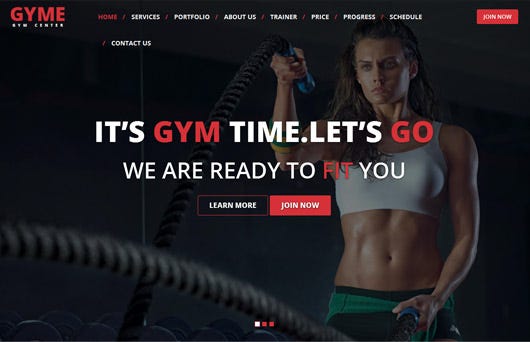 GYME
GYM CENTER
HOME / SERVICES / PORTFOLIO / ABOUT US / TRAINER / PRICE / PROGRESS / SCHEDULE
/ CONTACT US
JOIN NOW
IT'S GYM TIME.LET'S GO
WE ARE READY TO FIT YOU
LEARN MORE
JOIN NOW